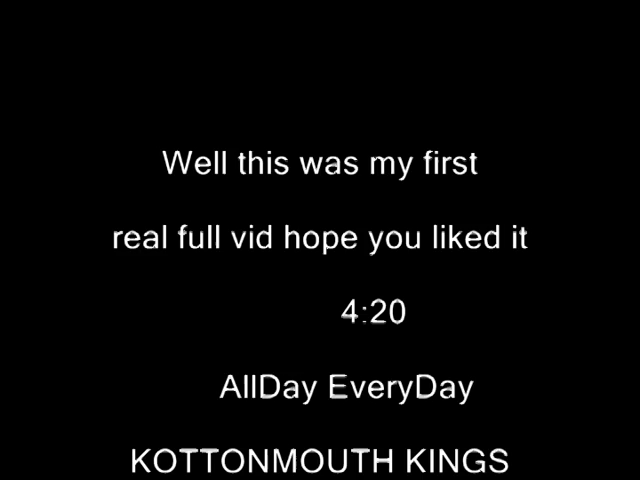 Well this was my first
real full vid hope you liked it
4:20
AllDay EveryDay
KOTTONMOUTH KINGS